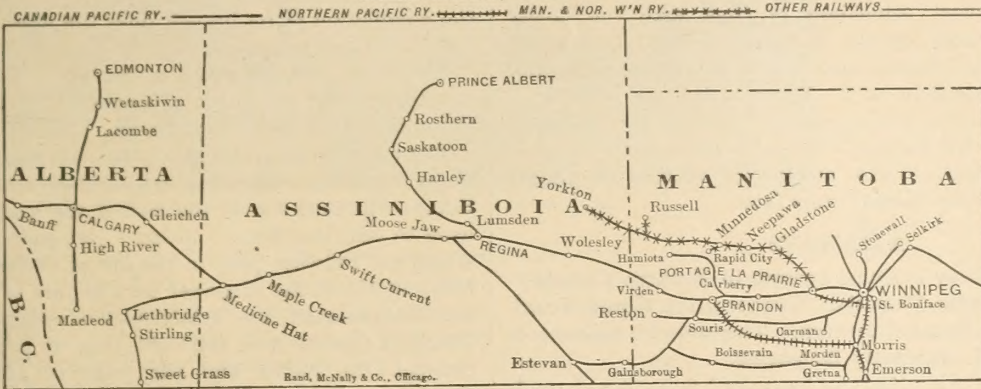 CANADIAN PACIFIC RY. NORTHERN PACIFIC RY. MAN. & NOR. W'N RY. OTHER RAILWAYS
EDMONTON
PRINCE ALBERT
Wetaskiwin
Rosthern
Lacombe
Saskatoon
ALBERTA
Hanley
Yorkton
MANITOBA
Banff
CALGARY
Gleichen
ASSINIBOIA
Russell
Minnedosa
Neepawa
Gladstone
Stonewall
Selkirk
High River
Moose Jaw
Lumsden
REGINA
Wolesley
Hamiota
Rapid City
PORTAGE LA PRAIRIE
Swift Current
Maple Creek
Medicine Hat
Virden
Carberry
WINNIPEG
B. C.
Macleod
Lethbridge
Reston
BRANDON
St. Boniface
Stirling
Souris
Carman
Morris
Estevan
Boissevain
Morden
Sweet Grass
Rand, McNally & Co., Chicago.
Gainsborough
Gretna
Emerson